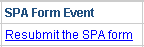 SPA Form Event
Resubmit the SPA form